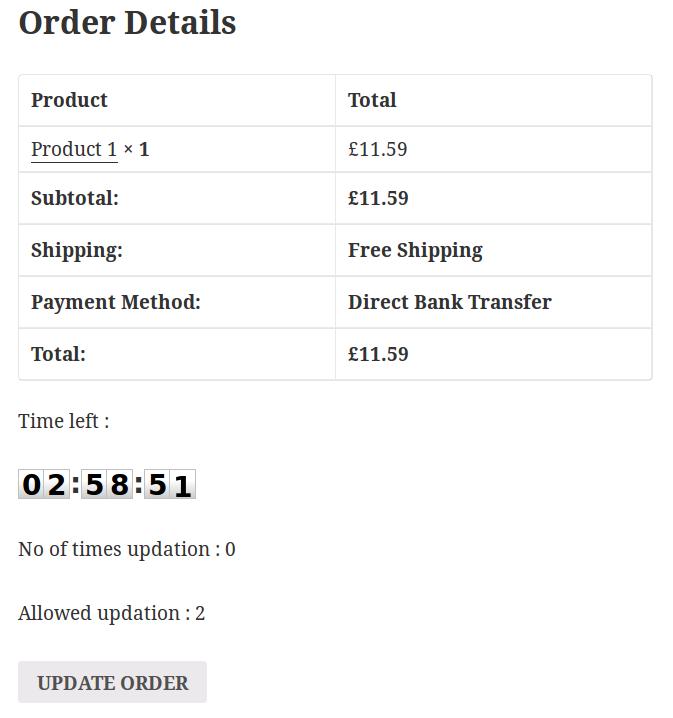 Order Details
Product Total
Product 1 × 1 £11.59
Subtotal: £11.59
Shipping: Free Shipping
Payment Method: Direct Bank Transfer
Total: £11.59
Time left :
02:58:51
No of times updation : 0
Allowed updation : 2
UPDATE ORDER